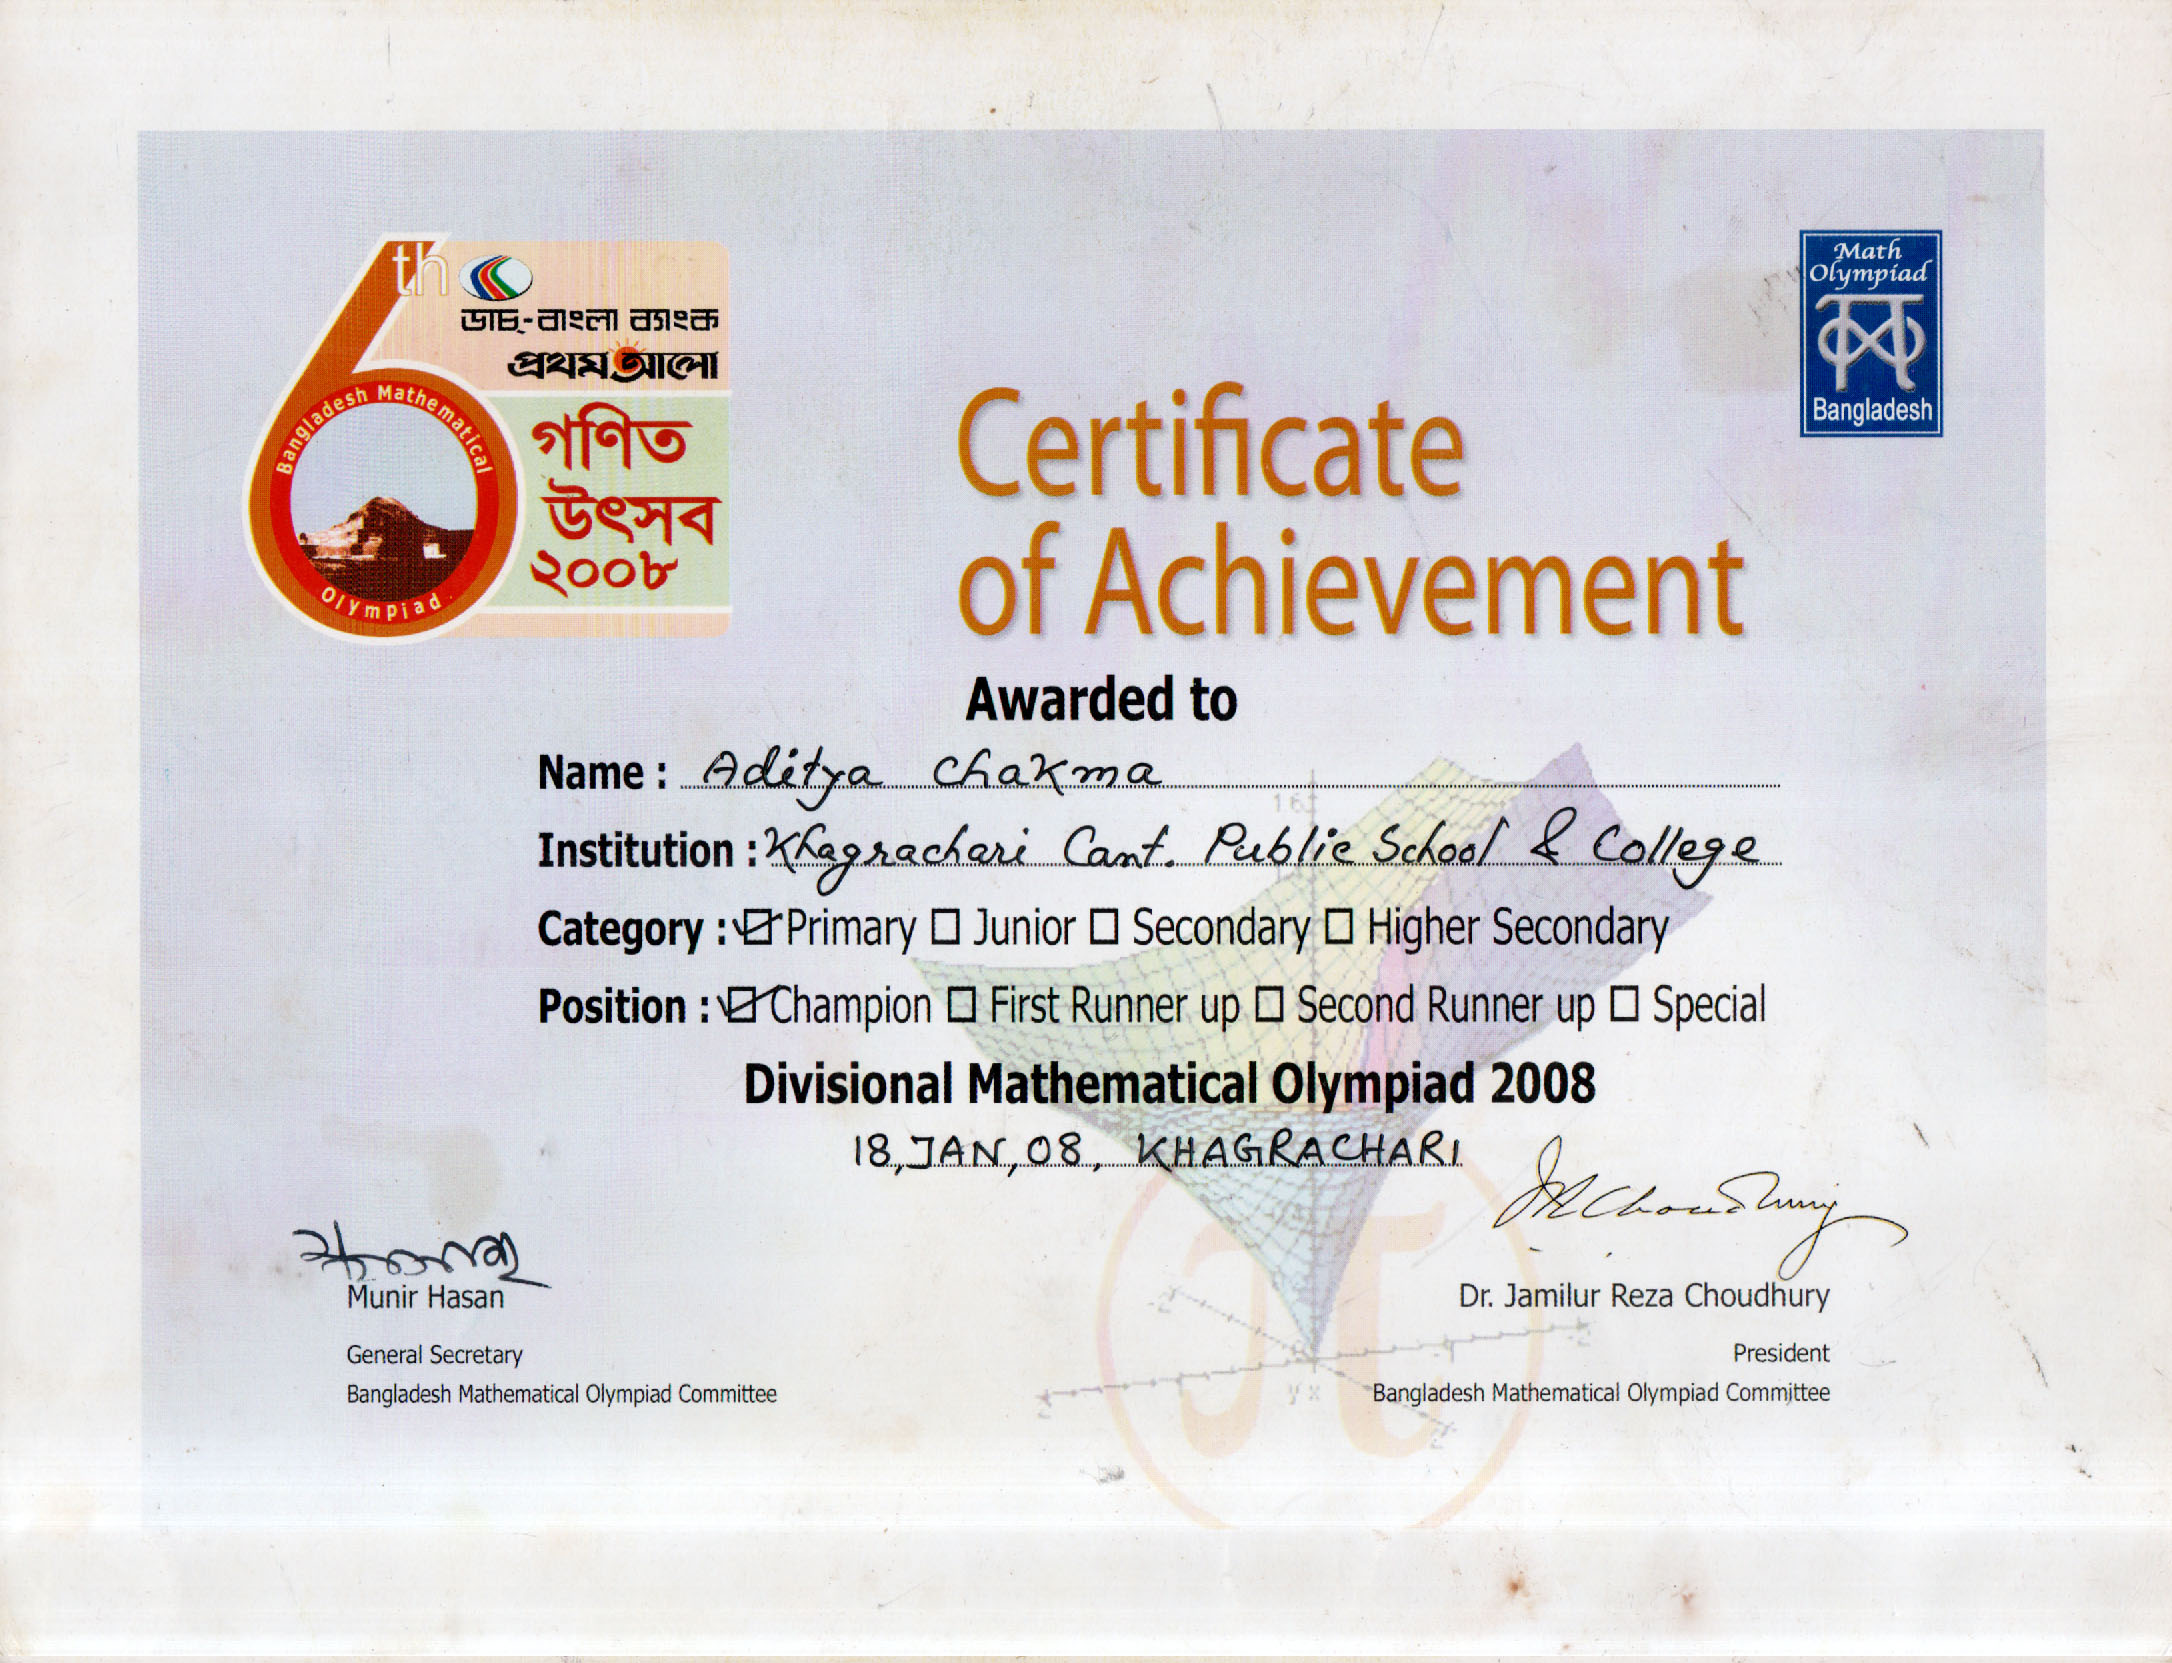 6th
ডাচ্-বাংলা ব্যাংক
প্রথম আলো
Bangladesh Mathematical
Olympiad
গণিত
উৎসব
২০০৮
Math
Olympiad
Bangladesh
Certificate
of Achievement
Awarded to
Name : Aditya Chakma
Institution : Khagrachari Cant. Public School & College
Category : ☑ Primary ☐ Junior ☐ Secondary ☐ Higher Secondary
Position : ☑ Champion ☐ First Runner up ☐ Second Runner up ☐ Special
Divisional Mathematical Olympiad 2008
18, JAN, 08, KHAGRACHARI
Munir Hasan
General Secretary
Bangladesh Mathematical Olympiad Committee
JRChoudhury
Dr. Jamilur Reza Choudhury
President
Bangladesh Mathematical Olympiad Committee